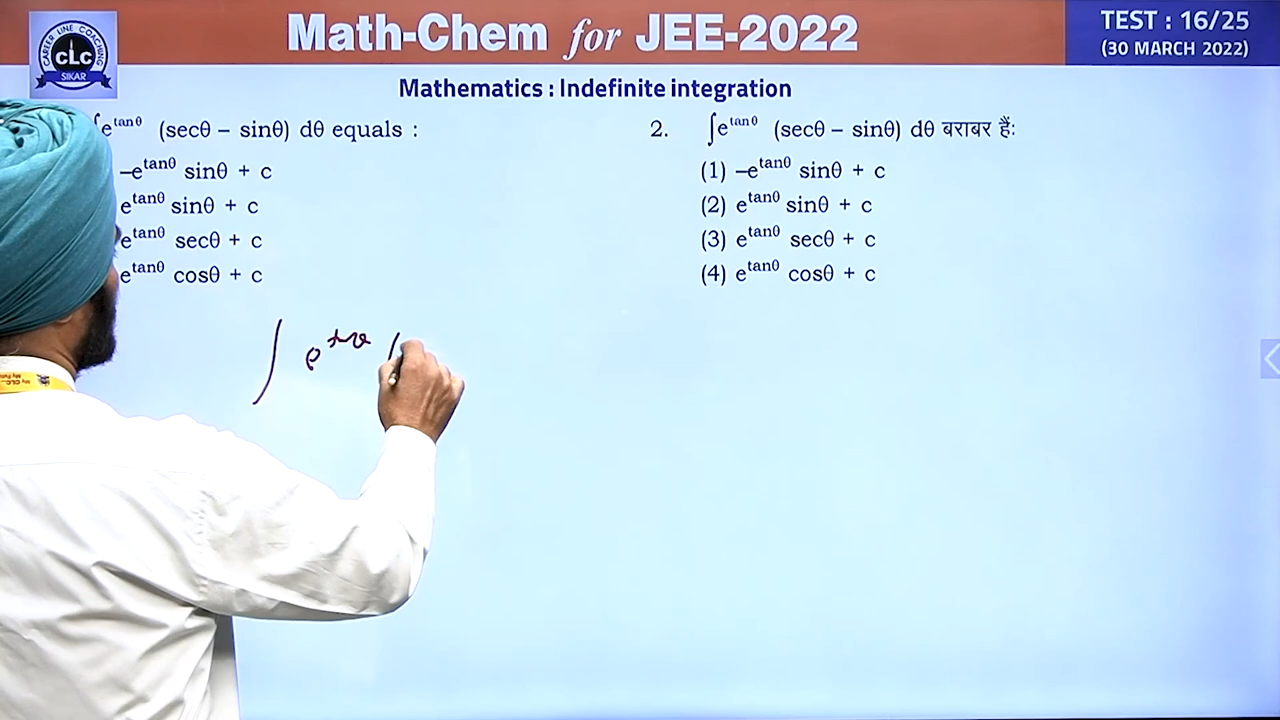 Math-Chem for JEE-2022
TEST : 16/25
(30 MARCH 2022)
CAREER LINE COACHING
CLC
SIKAR
Mathematics : Indefinite integration
∫e^tanθ (secθ – sinθ) dθ equals :
–e^tanθ sinθ + c
e^tanθ sinθ + c
e^tanθ secθ + c
e^tanθ cosθ + c
2. ∫e^tanθ (secθ – sinθ) dθ बराबर हैं:
(1) –e^tanθ sinθ + c
(2) e^tanθ sinθ + c
(3) e^tanθ secθ + c
(4) e^tanθ cosθ + c
∫ e^tanθ (